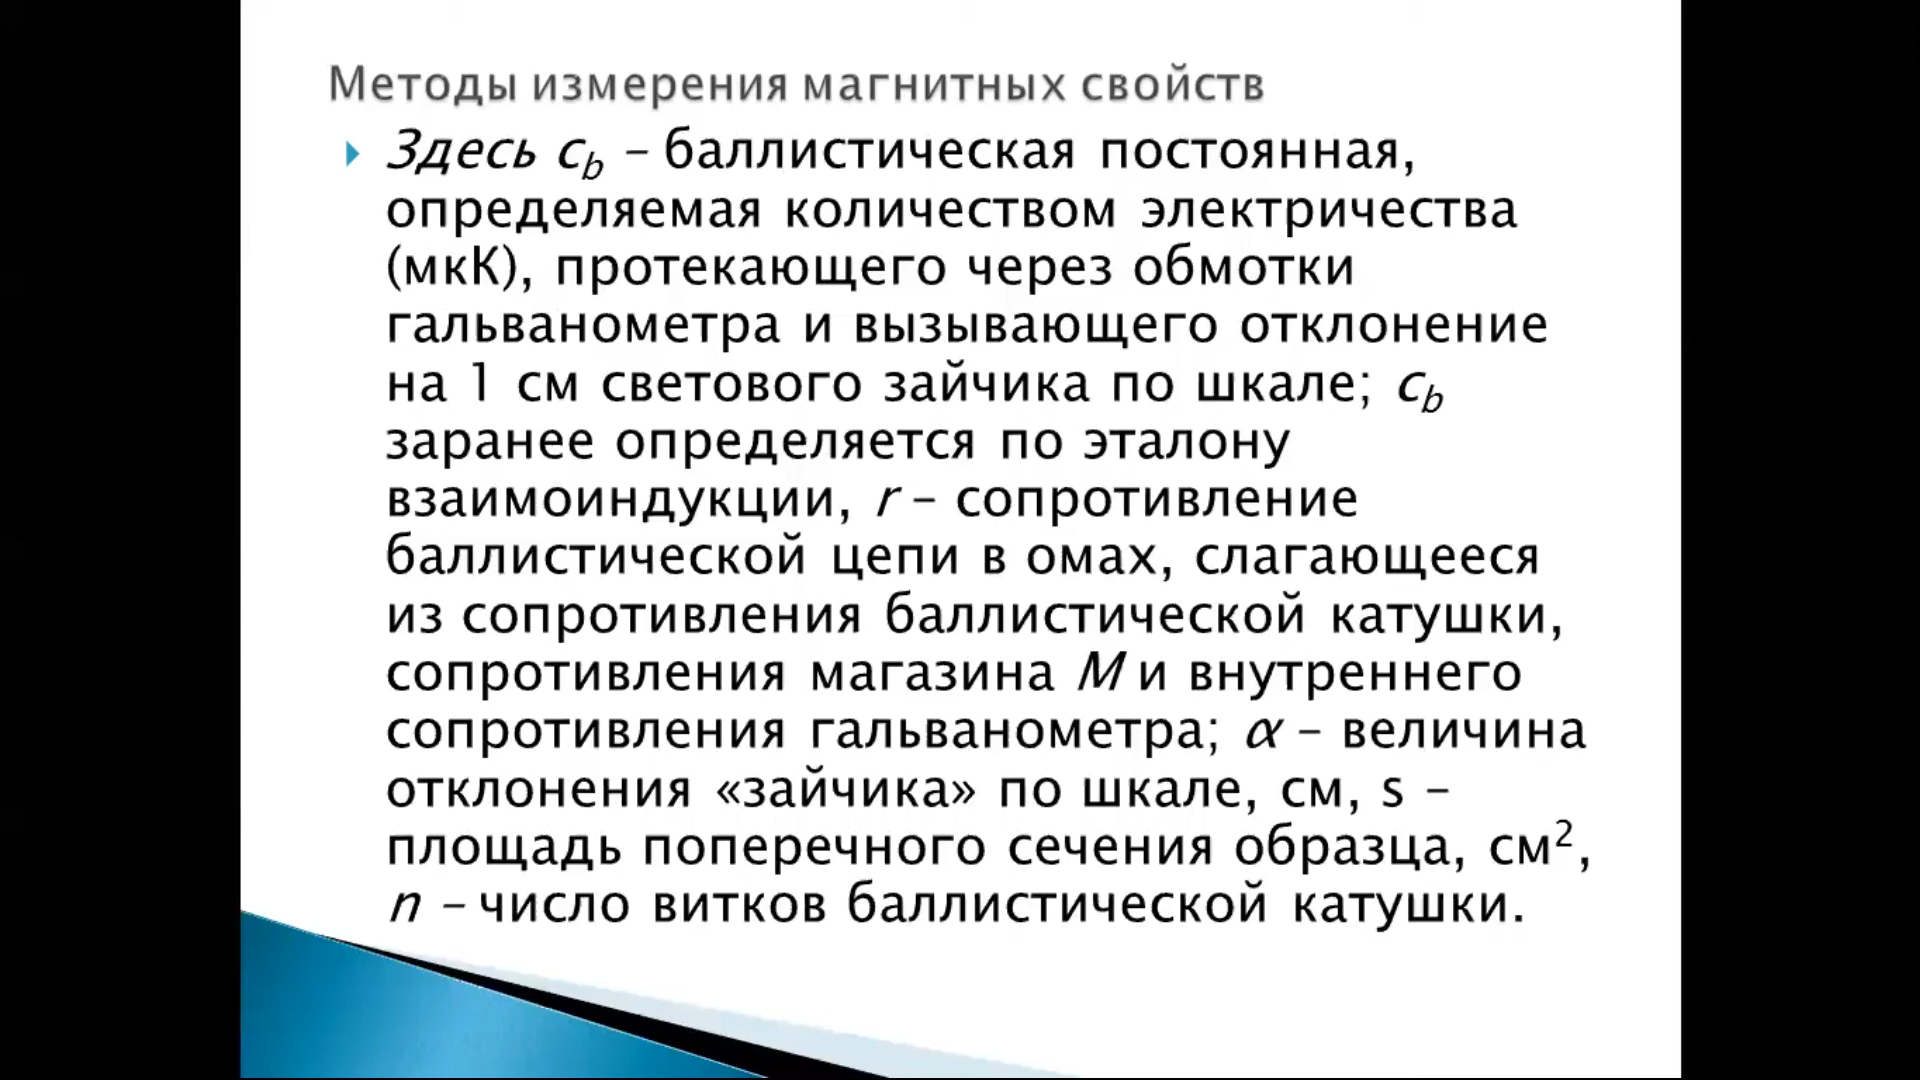 Методы измерения магнитных свойств
Здесь c_b – баллистическая постоянная,
определяемая количеством электричества
(мкК), протекающего через обмотки
гальванометра и вызывающего отклонение
на 1 см светового зайчика по шкале; c_b
заранее определяется по эталону
взаимоиндукции, r – сопротивление
баллистической цепи в омах, слагающееся
из сопротивления баллистической катушки,
сопротивления магазина М и внутреннего
сопротивления гальванометра; α – величина
отклонения «зайчика» по шкале, см, s –
площадь поперечного сечения образца, см²,
n – число витков баллистической катушки.